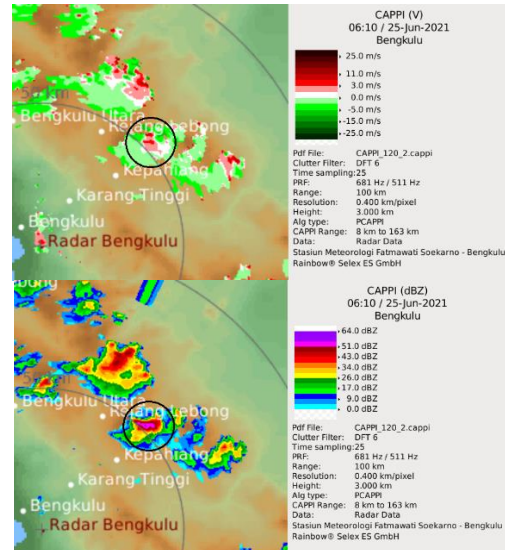 CAPPI (V)
06:10 / 25-Jun-2021
Bengkulu
25.0 m/s
11.0 m/s
3.0 m/s
0.0 m/s
-5.0 m/s
-15.0 m/s
-25.0 m/s
Pdf File: CAPPI_120_2.cappi
Clutter Filter: DFT 6
Time sampling:25
PRF: 681 Hz / 511 Hz
Range: 100 km
Resolution: 0.400 km/pixel
Height: 3.000 km
Alg type: PCAPPI
CAPPI Range: 8 km to 163 km
Data: Radar Data
Stasiun Meteorologi Fatmawati Soekarno - Bengkulu
Rainbow® Selex ES GmbH
50 km
Bengkulu Utara
Rejang Lebong
Kepahiang
Karang Tinggi
Bengkulu
Radar Bengkulu
CAPPI (dBZ)
06:10 / 25-Jun-2021
Bengkulu
64.0 dBZ
51.0 dBZ
43.0 dBZ
34.0 dBZ
26.0 dBZ
17.0 dBZ
9.0 dBZ
0.0 dBZ
Pdf File: CAPPI_120_2.cappi
Clutter Filter: DFT 6
Time sampling:25
PRF: 681 Hz / 511 Hz
Range: 100 km
Resolution: 0.400 km/pixel
Height: 3.000 km
Alg type: PCAPPI
CAPPI Range: 8 km to 163 km
Data: Radar Data
Stasiun Meteorologi Fatmawati Soekarno - Bengkulu
Rainbow® Selex ES GmbH
Bengkulu Utara
Rejang Lebong
Kepahiang
Karang Tinggi
Bengkulu
Radar Bengkulu